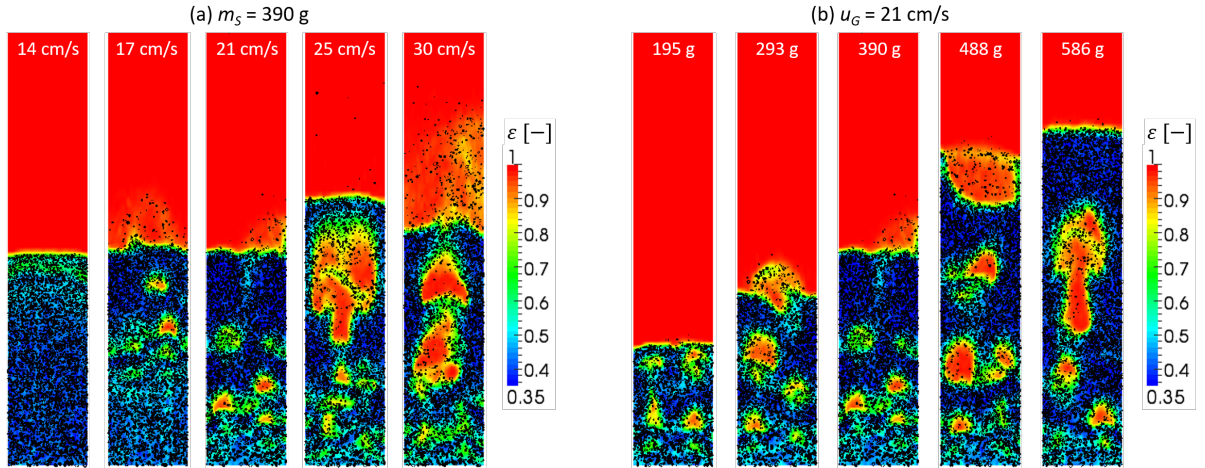 (a) m_S = 390 g
14 cm/s
17 cm/s
21 cm/s
25 cm/s
30 cm/s
ε [−]
1
0.9
0.8
0.7
0.6
0.5
0.4
0.35
(b) u_G = 21 cm/s
195 g
293 g
390 g
488 g
586 g
ε [−]
1
0.9
0.8
0.7
0.6
0.5
0.4
0.35